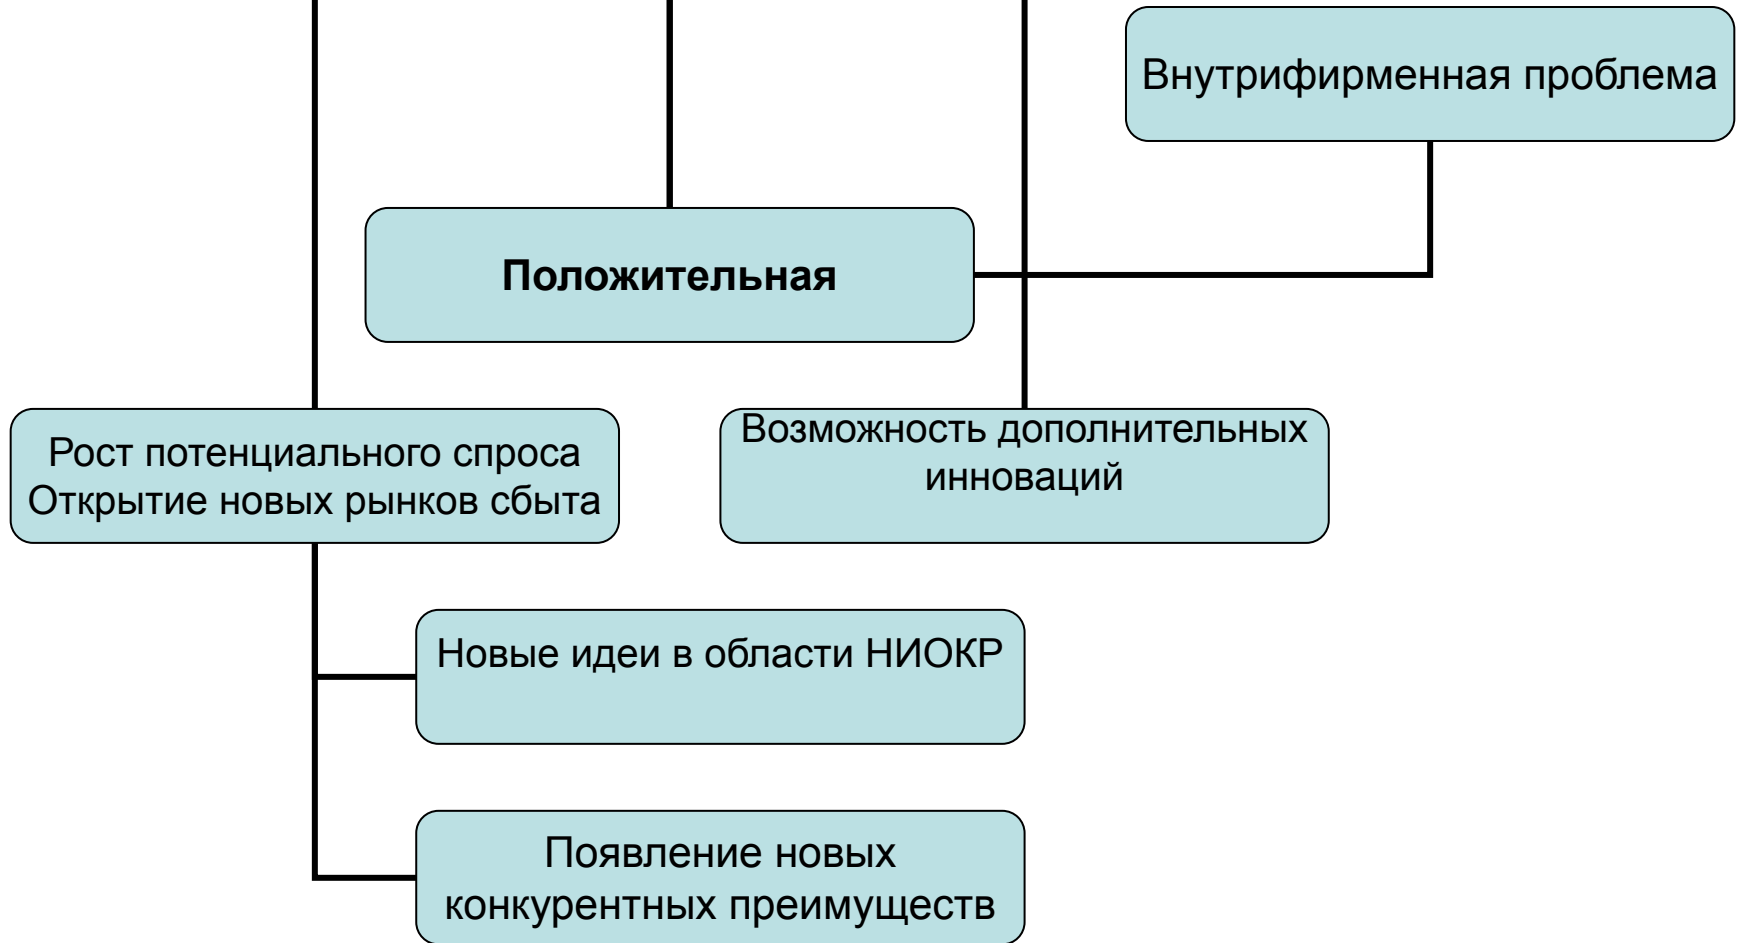 Внутрифирменная проблема
Положительная
Рост потенциального спроса
Открытие новых рынков сбыта
Возможность дополнительных
инноваций
Новые идеи в области НИОКР
Появление новых
конкурентных преимуществ